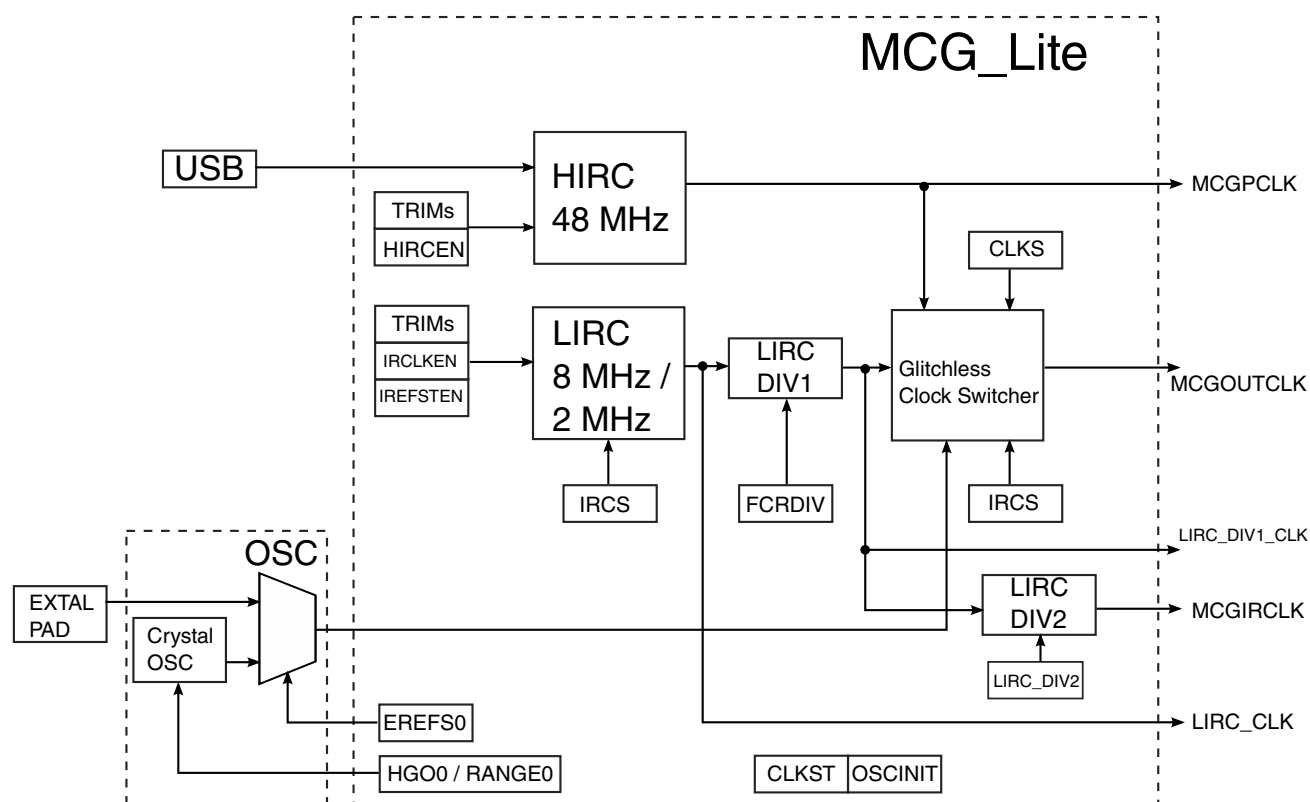 MCG_Lite
USB
HIRC
48 MHz
TRIMs
HIRCEN
MCGPCLK
CLKS
TRIMs
IRCLKEN
IREFSTEN
LIRC
8 MHz /
2 MHz
LIRC
DIV1
Glitchless
Clock Switcher
MCGOUTCLK
IRCS
FCRDIV
IRCS
OSC
LIRC_DIV1_CLK
EXTAL
PAD
Crystal
OSC
LIRC
DIV2
MCGIRCLK
LIRC_DIV2
EREFS0
LIRC_CLK
HGO0 / RANGE0
CLKST
OSCINIT